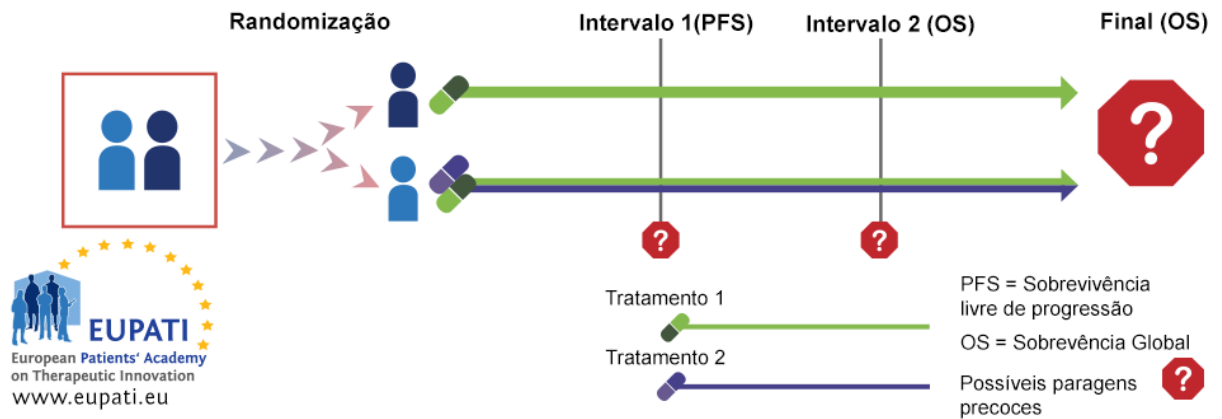 Randomização
Intervalo 1(PFS)
Intervalo 2 (OS)
Final (OS)
?
?
?
EUPATI
European Patients' Academy
on Therapeutic Innovation
www.eupati.eu
Tratamento 1
Tratamento 2
PFS = Sobrevivência
livre de progressão
OS = Sobrevência Global
Possíveis paragens
precoces
?